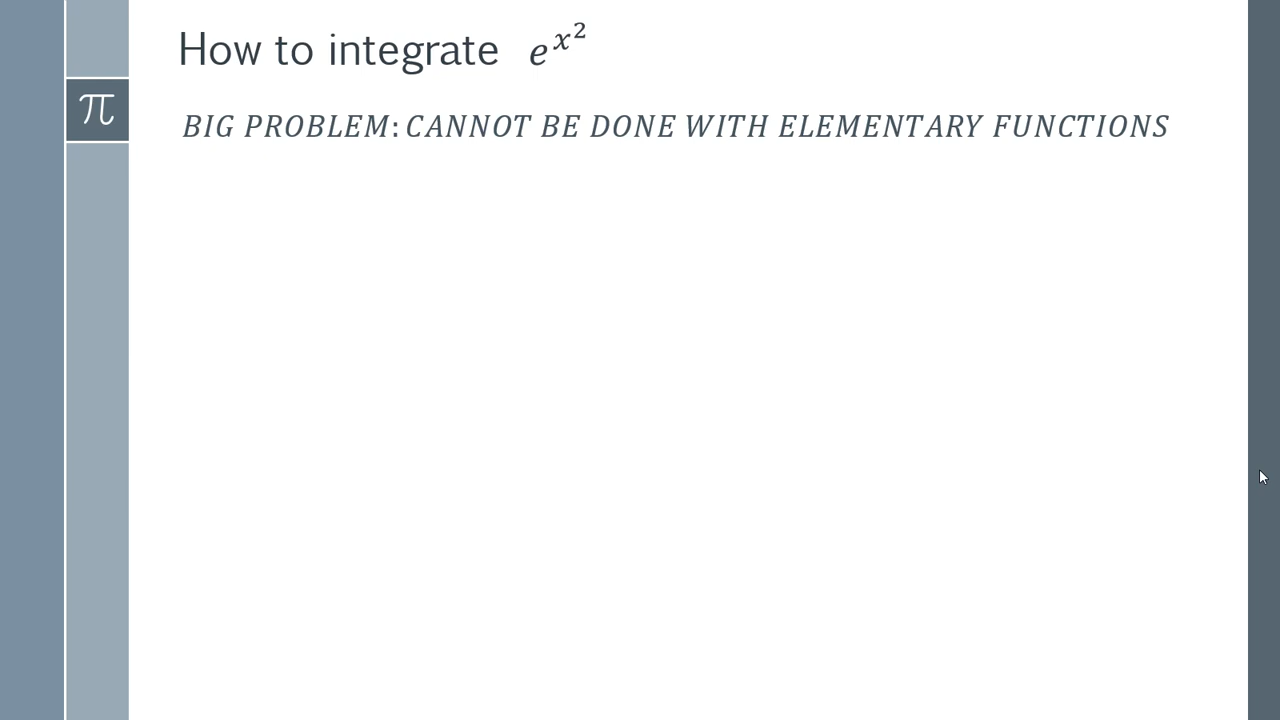 How to integrate e^{x^2}
π
BIG PROBLEM: CANNOT BE DONE WITH ELEMENTARY FUNCTIONS